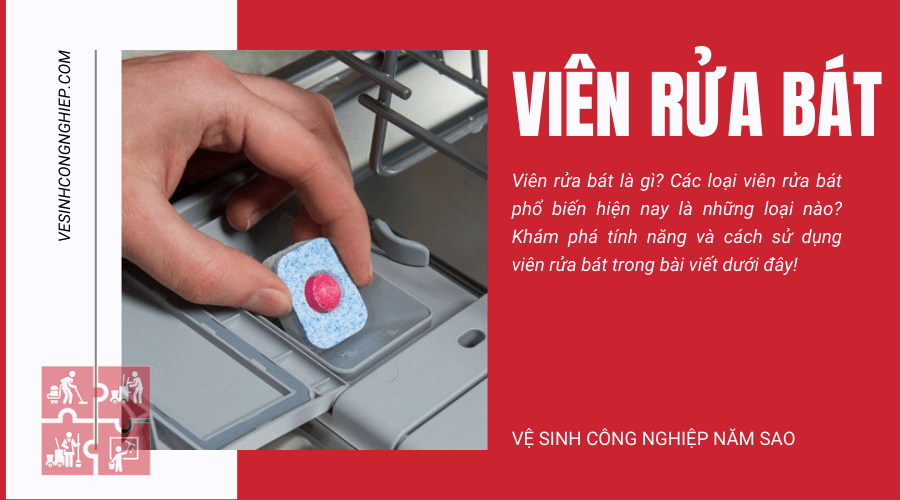 VESINHCONGNGHIEP.COM
VIÊN RỬA BÁT
Viên rửa bát là gì? Các loại viên rửa bát
phổ biến hiện nay là những loại nào?
Khám phá tính năng và cách sử dụng
viên rửa bát trong bài viết dưới đây!
VỆ SINH CÔNG NGHIỆP NĂM SAO